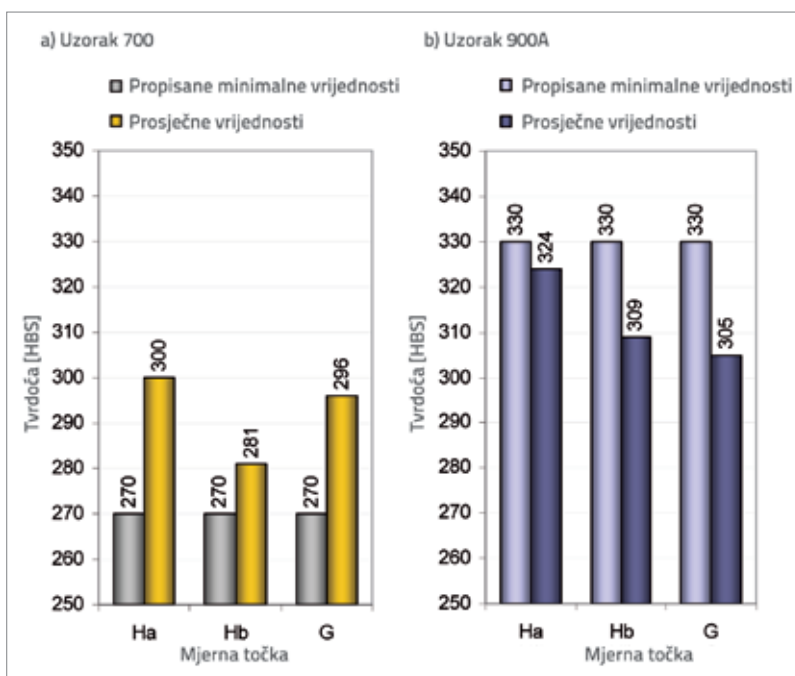 a) Uzorak 700
Propisane minimalne vrijednosti
Prosječne vrijednosti
350
340
330
320
310
300
290
280
270
260
250
Tvrdoća [HBS]
270
300
270
281
270
296
Ha
Hb
G
Mjerna točka
b) Uzorak 900A
Propisane minimalne vrijednosti
Prosječne vrijednosti
350
340
330
320
310
300
290
280
270
260
250
Tvrdoća [HBS]
330
324
330
309
330
305
Ha
Hb
G
Mjerna točka